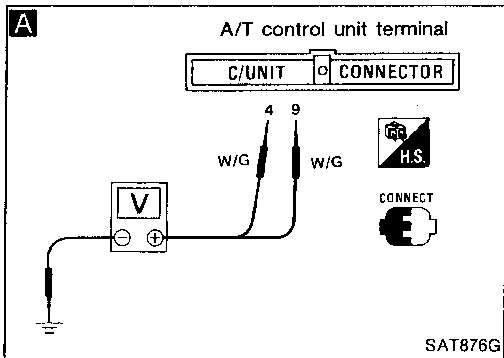 A
A/T control unit terminal
C/UNIT CONNECTOR
4 9
W/G W/G
H.S.
CONNECT
V
SAT876G